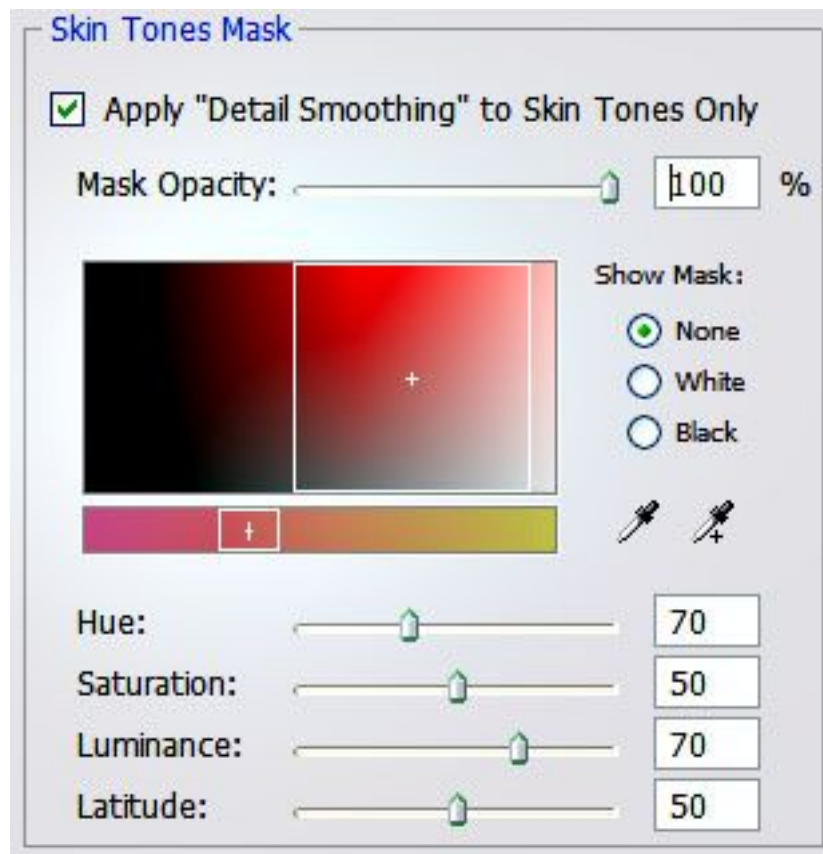 Skin Tones Mask
Apply "Detail Smoothing" to Skin Tones Only
Mask Opacity: 100 %
Show Mask:
None
White
Black
Hue: 70
Saturation: 50
Luminance: 70
Latitude: 50